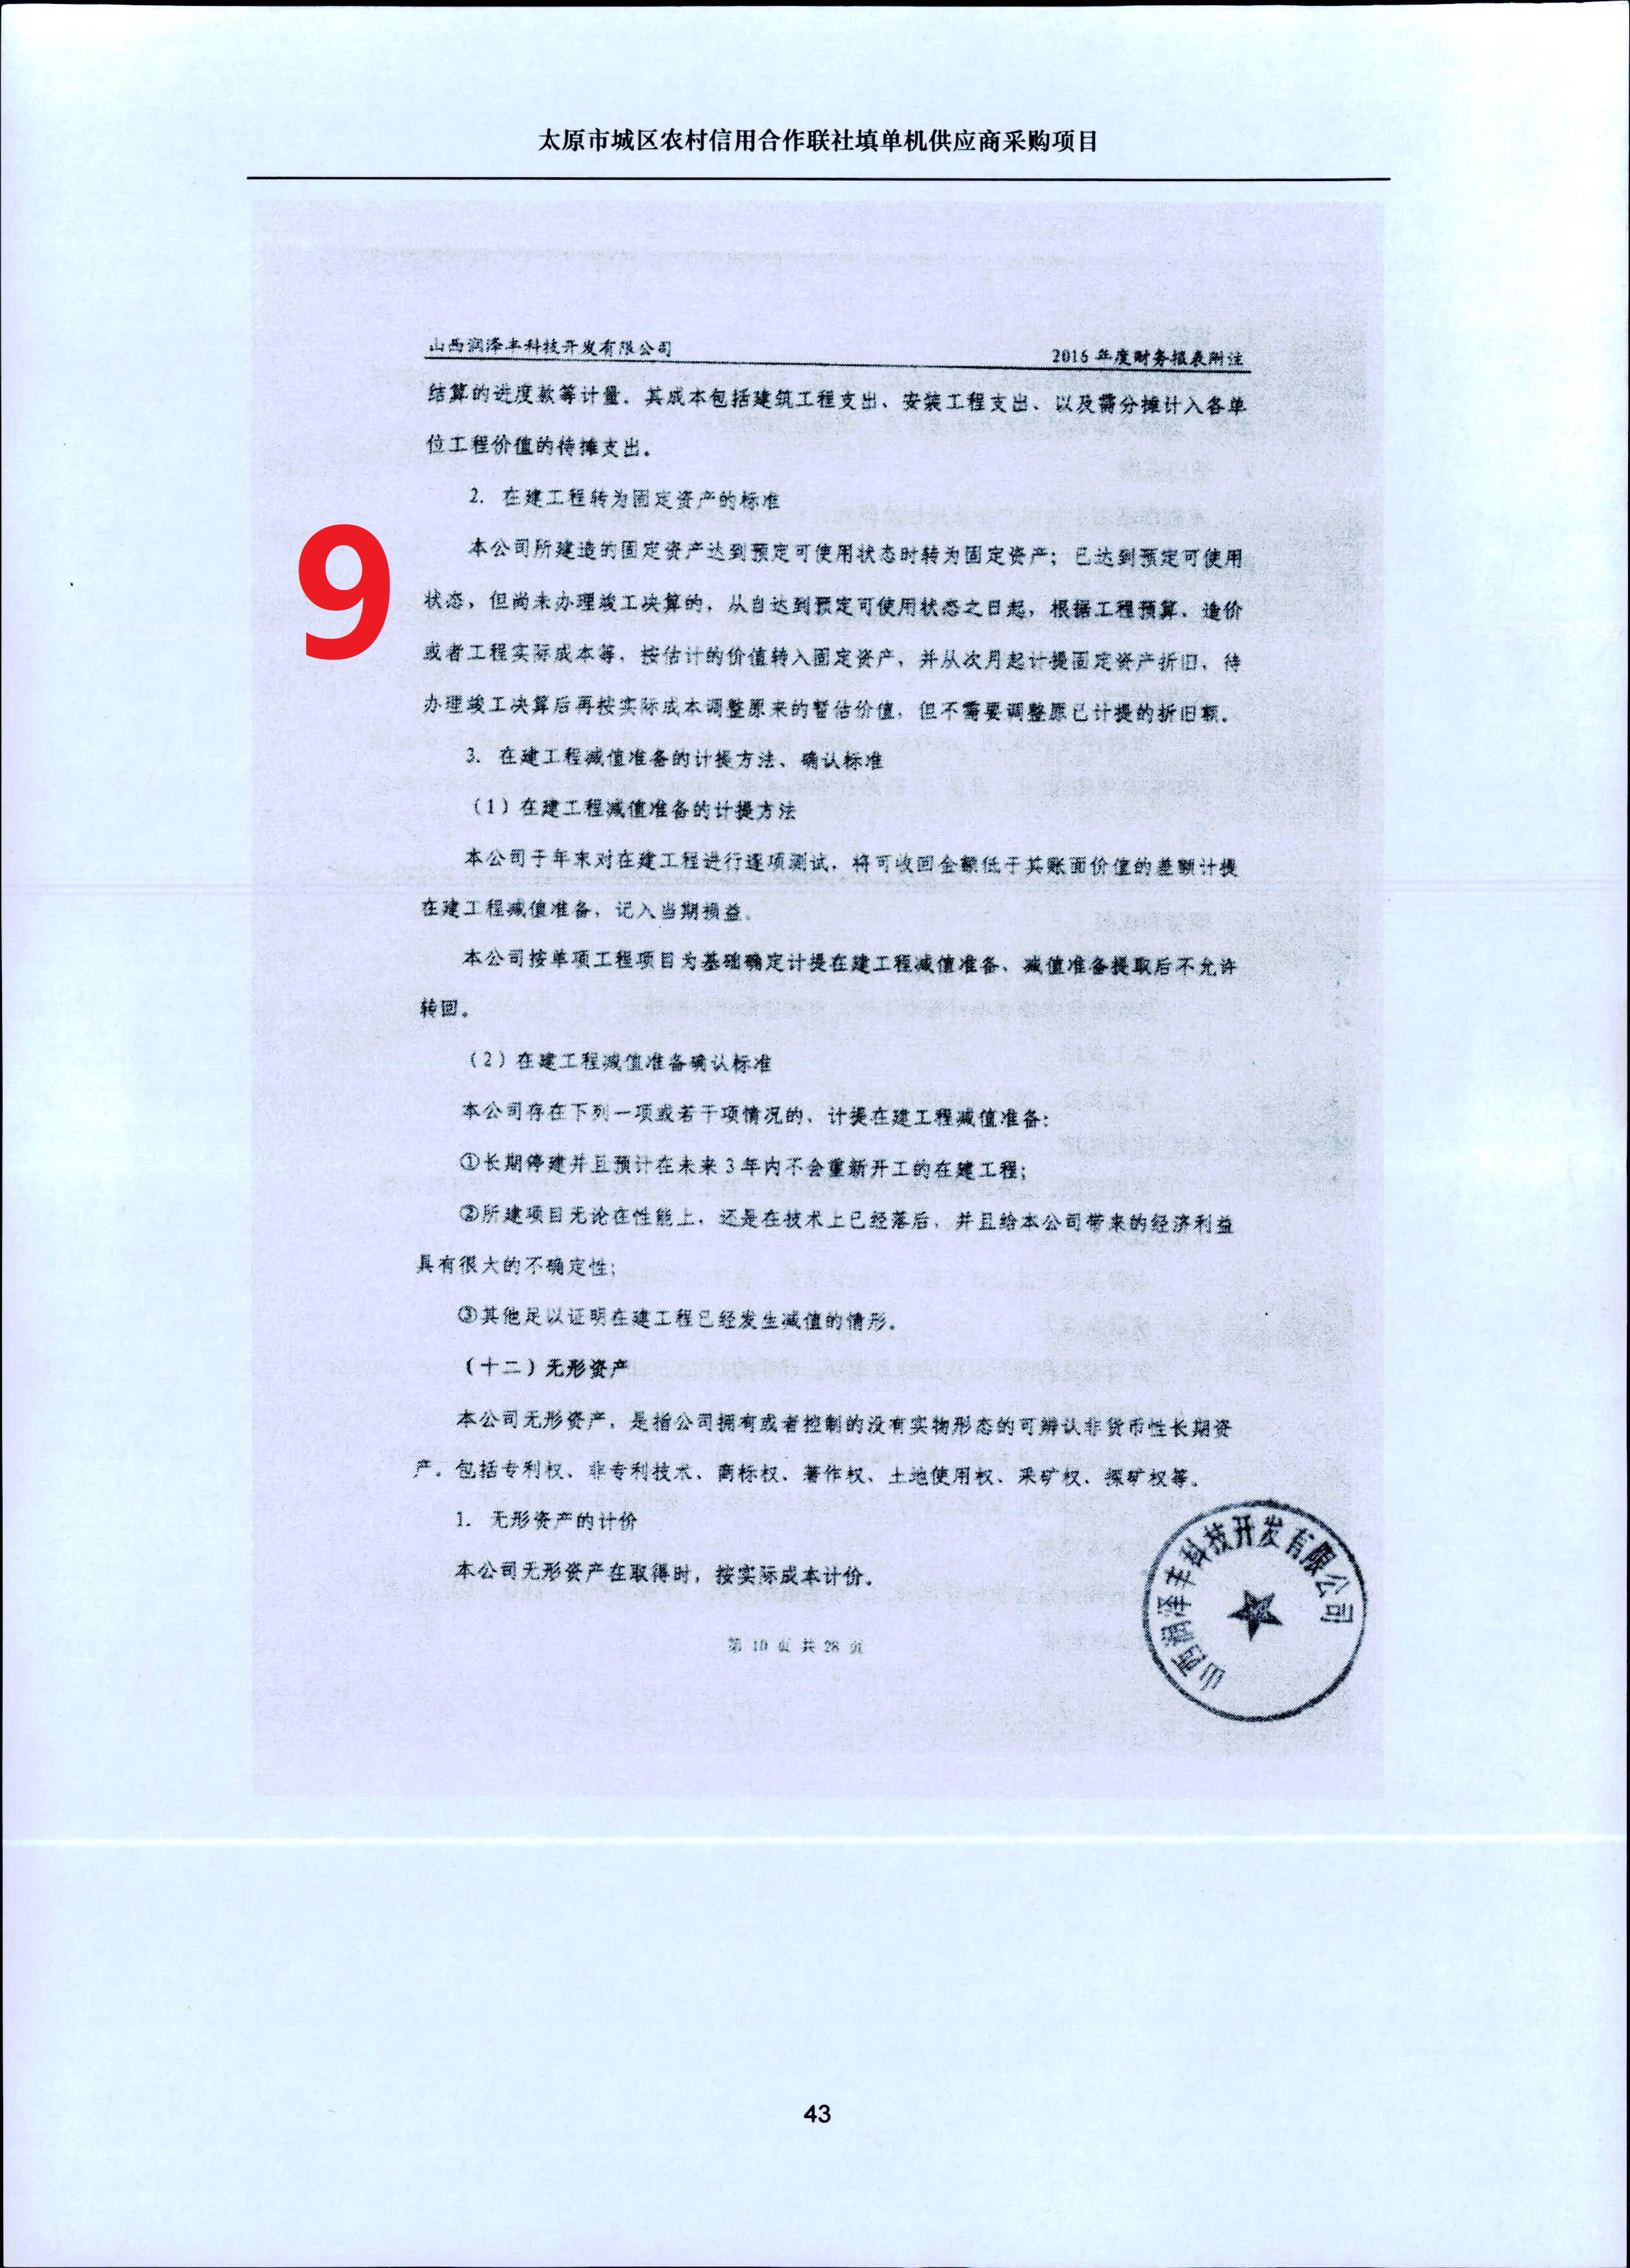 太原市城区农村信用合作联社填单机供应商采购项目
山西润泽丰科技开发有限公司 2016 年度财务报表附注
结算的进度款等计量。其成本包括建筑工程支出、安装工程支出、以及需分摊计入各单
位工程价值的待摊支出。
2. 在建工程转为固定资产的标准
9
本公司所建造的固定资产达到预定可使用状态时转为固定资产；已达到预定可使用
状态，但尚未办理竣工决算的，从自达到预定可使用状态之日起，根据工程预算、造价
或者工程实际成本等，按估计的价值转入固定资产，并从次月起计提固定资产折旧、待
办理竣工决算后再按实际成本调整原来的暂估价值，但不需要调整原已计提的折旧额。
3. 在建工程减值准备的计提方法、确认标准
（1）在建工程减值准备的计提方法
本公司于年末对在建工程进行逐项测试，将可收回金额低于其账面价值的差额计提
在建工程减值准备，记入当期损益。
本公司按单项工程项目为基础确定计提在建工程减值准备、减值准备提取后不允许
转回。
（2）在建工程减值准备确认标准
本公司存在下列一项或若干项情况的、计提在建工程减值准备：
①长期停建并且预计在未来 3 年内不会重新开工的在建工程；
②所建项目无论在性能上，还是在技术上已经落后，并且给本公司带来的经济利益
具有很大的不确定性；
③其他足以证明在建工程已经发生减值的情形。
（十二）无形资产
本公司无形资产，是指公司拥有或者控制的没有实物形态的可辨认非货币性长期资
产。包括专利权、非专利技术、商标权、著作权、土地使用权、采矿权、探矿权等。
1. 无形资产的计价
本公司无形资产在取得时，按实际成本计价。
山西润泽丰科技开发有限公司
第 10 页 共 28 页
43